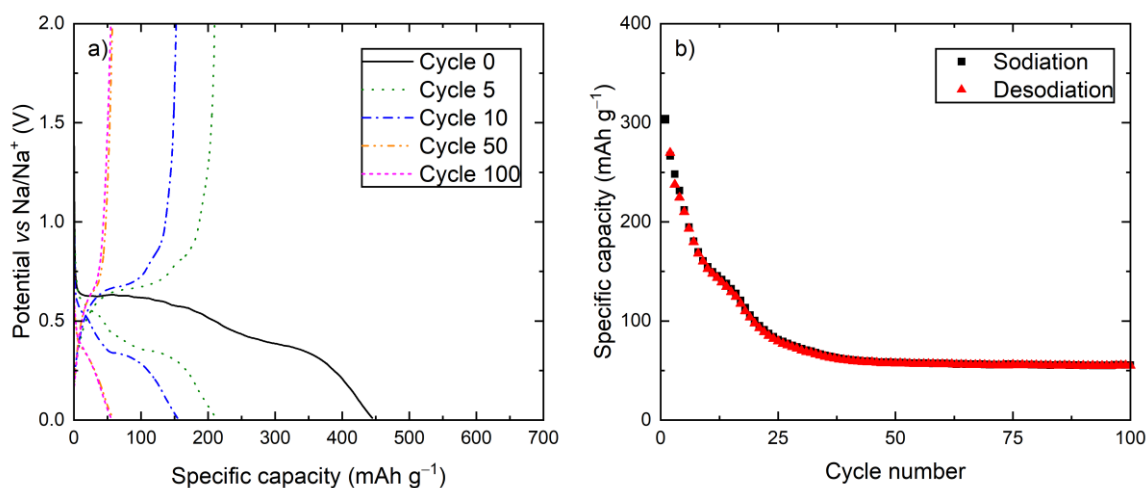 a)
Cycle 0
Cycle 5
Cycle 10
Cycle 50
Cycle 100
Potential vs Na/Na⁺ (V)
2.0
1.5
1.0
0.5
0.0
0 100 200 300 400 500 600 700
Specific capacity (mAh g⁻¹)
b)
Sodiation
Desodiation
Specific capacity (mAh g⁻¹)
400
300
200
100
0
0 25 50 75 100
Cycle number